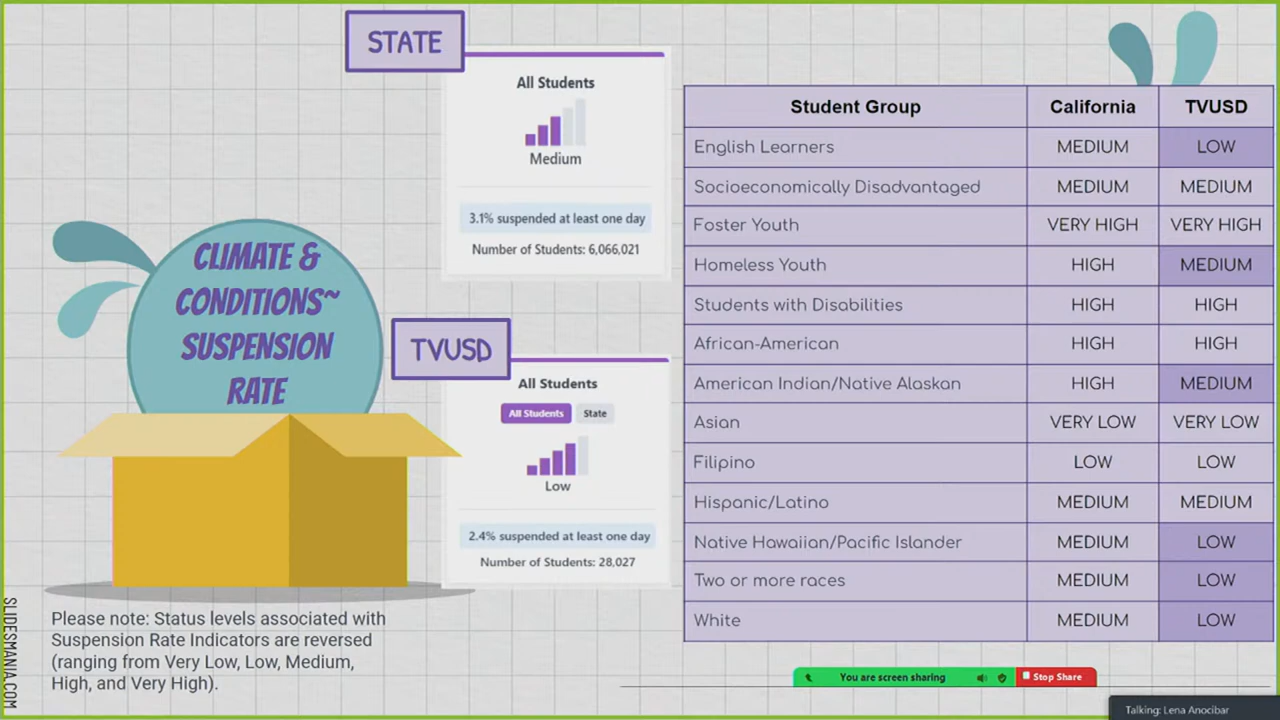 STATE
All Students
Medium
3.1% suspended at least one day
Number of Students: 6,066,021
CLIMATE &
CONDITIONS~
SUSPENSION
RATE
TVUSD
All Students
All Students State
Low
2.4% suspended at least one day
Number of Students: 28,027
Student Group California TVUSD
English Learners MEDIUM LOW
Socioeconomically Disadvantaged MEDIUM MEDIUM
Foster Youth VERY HIGH VERY HIGH
Homeless Youth HIGH MEDIUM
Students with Disabilities HIGH HIGH
African-American HIGH HIGH
American Indian/Native Alaskan HIGH MEDIUM
Asian VERY LOW VERY LOW
Filipino LOW LOW
Hispanic/Latino MEDIUM MEDIUM
Native Hawaiian/Pacific Islander MEDIUM LOW
Two or more races MEDIUM LOW
White MEDIUM LOW
Please note: Status levels associated with
Suspension Rate Indicators are reversed
(ranging from Very Low, Low, Medium,
High, and Very High).
SLIDESMANIA.COM
You are screen sharing Stop Share
Talking: Lena Anocibar